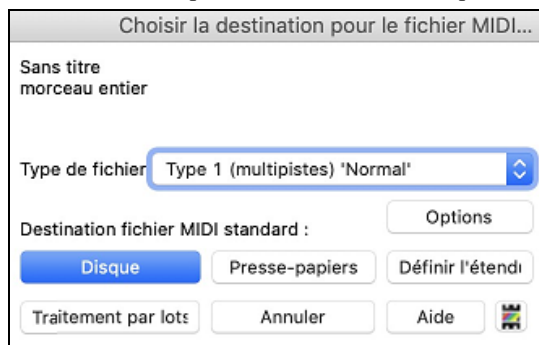 Choisir la destination pour le fichier MIDI...
Sans titre
morceau entier
Type de fichier Type 1 (multipistes) 'Normal'
Options
Destination fichier MIDI standard :
Disque Presse-papiers Définir l'étend
Traitement par lots Annuler Aide